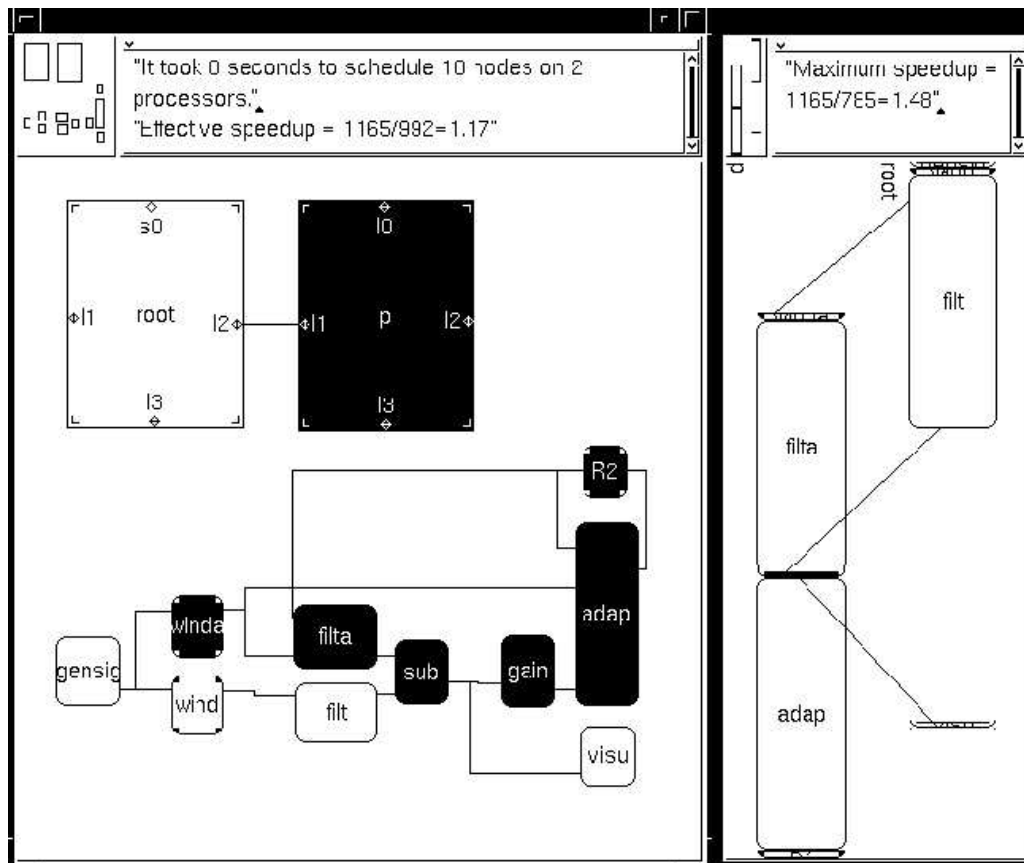 "It took 0 seconds to schedule 10 nodes on 2
processors."
"Effective speedup = 1165/992=1.17"
"Maximum speedup =
1165/785=1.48"
p
root
s0
l1
root
l2
l3
l0
l1
p
l2
l3
filt
filta
adap
R2
winda
filta
adap
gensig
sub
gain
wind
filt
visu